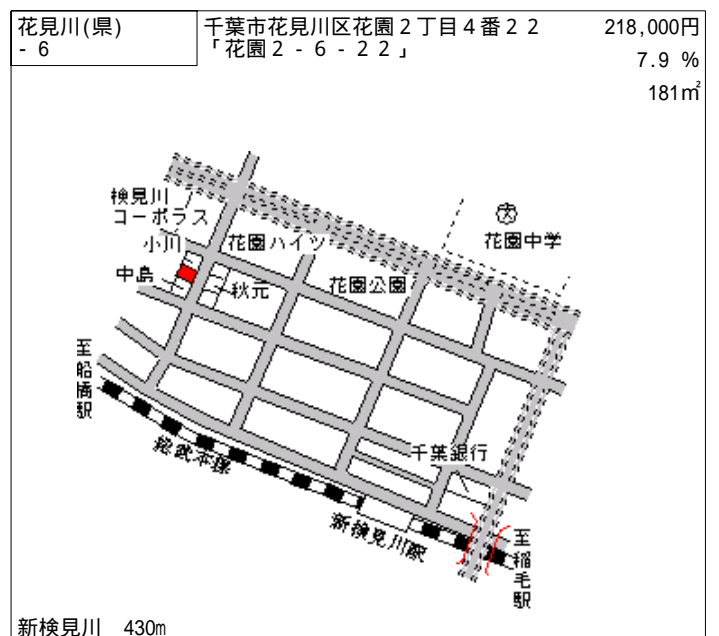 花見川(県)
- 6
千葉市花見川区花園２丁目４番２２
「花園２-６-２２」
218,000円
7.9 %
181㎡
検見川
コーポラス
小川
花園ハイツ
中島
秋元
花園公園
文
花園中学
至船橋駅
総武本線
千葉銀行
新検見川駅
至稲毛駅
新検見川 430m